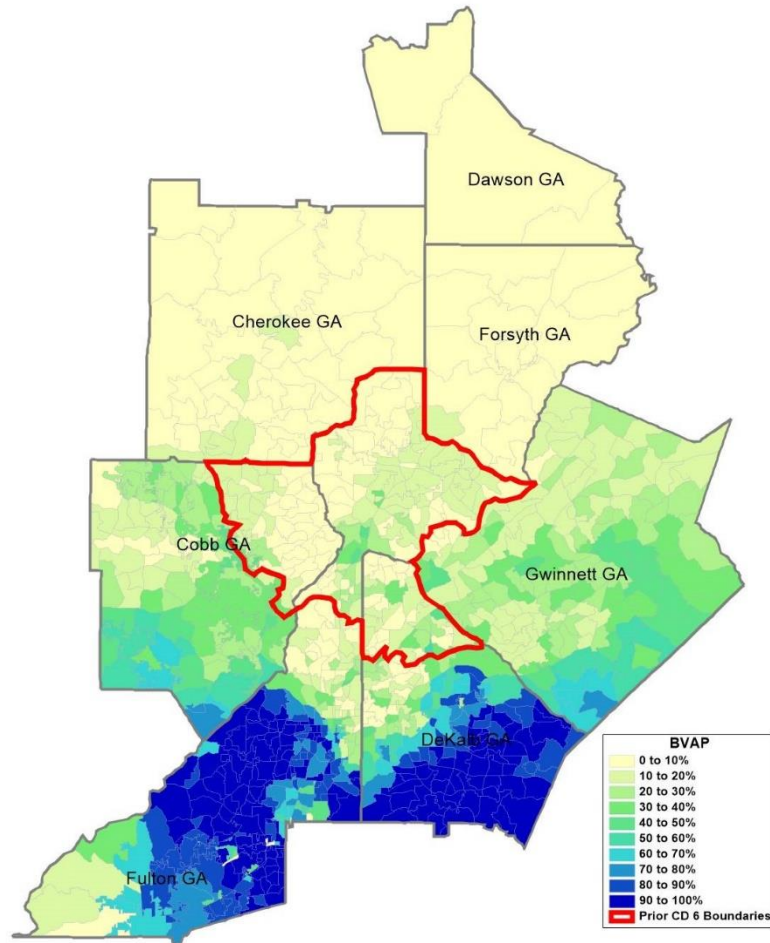 Dawson GA
Cherokee GA
Forsyth GA
Cobb GA
Gwinnett GA
DeKalb GA
Fulton GA
BVAP
0 to 10%
10 to 20%
20 to 30%
30 to 40%
40 to 50%
50 to 60%
60 to 70%
70 to 80%
80 to 90%
90 to 100%
Prior CD 6 Boundaries